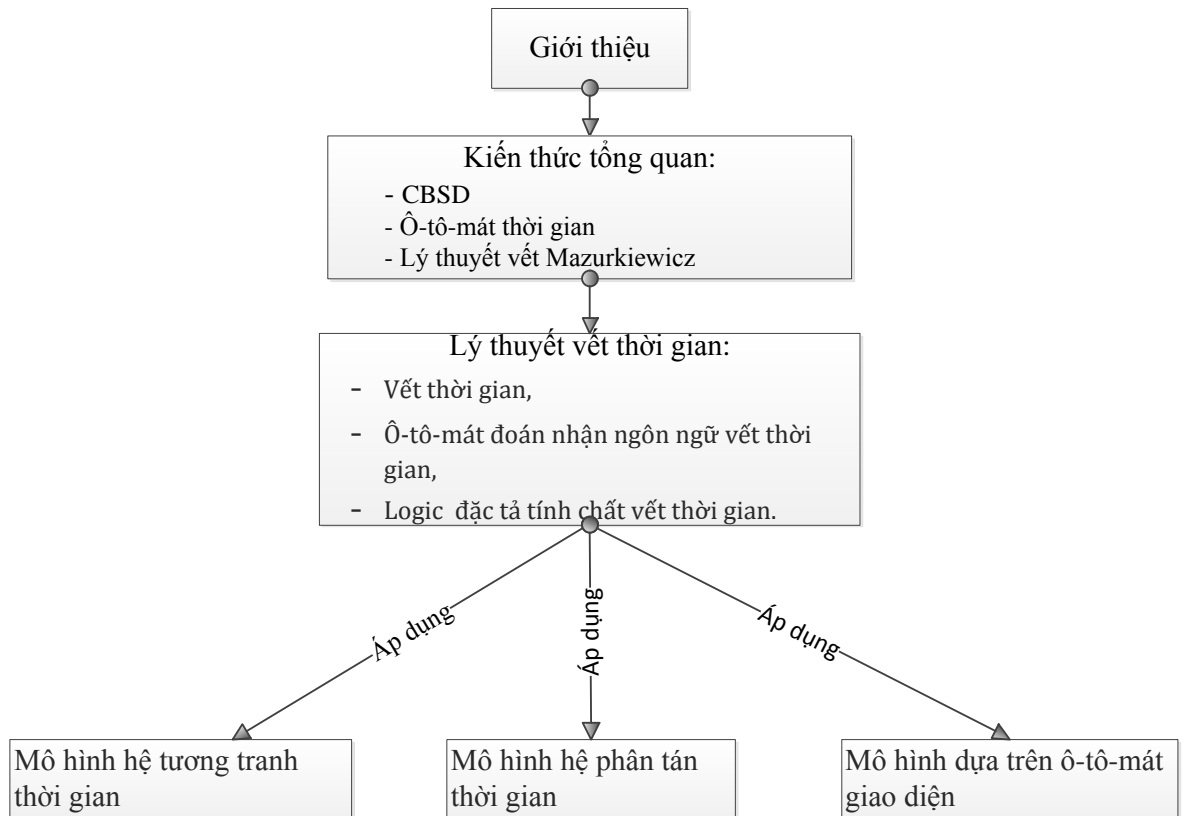 Giới thiệu
Kiến thức tổng quan:
- CBSD
- Ô-tô-mát thời gian
- Lý thuyết vết Mazurkiewicz
Lý thuyết vết thời gian:
- Vết thời gian,
- Ô-tô-mát đoán nhận ngôn ngữ vết thời
gian,
- Logic đặc tả tính chất vết thời gian.
Áp dụng
Áp dụng
Áp dụng
Mô hình hệ tương tranh
thời gian
Mô hình hệ phân tán
thời gian
Mô hình dựa trên ô-tô-mát
giao diện